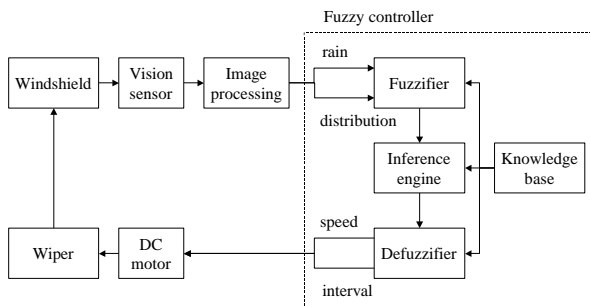 Fuzzy controller
rain
Windshield
Vision
sensor
Image
processing
Fuzzifier
distribution
Inference
engine
Knowledge
base
speed
Wiper
DC
motor
Defuzzifier
interval